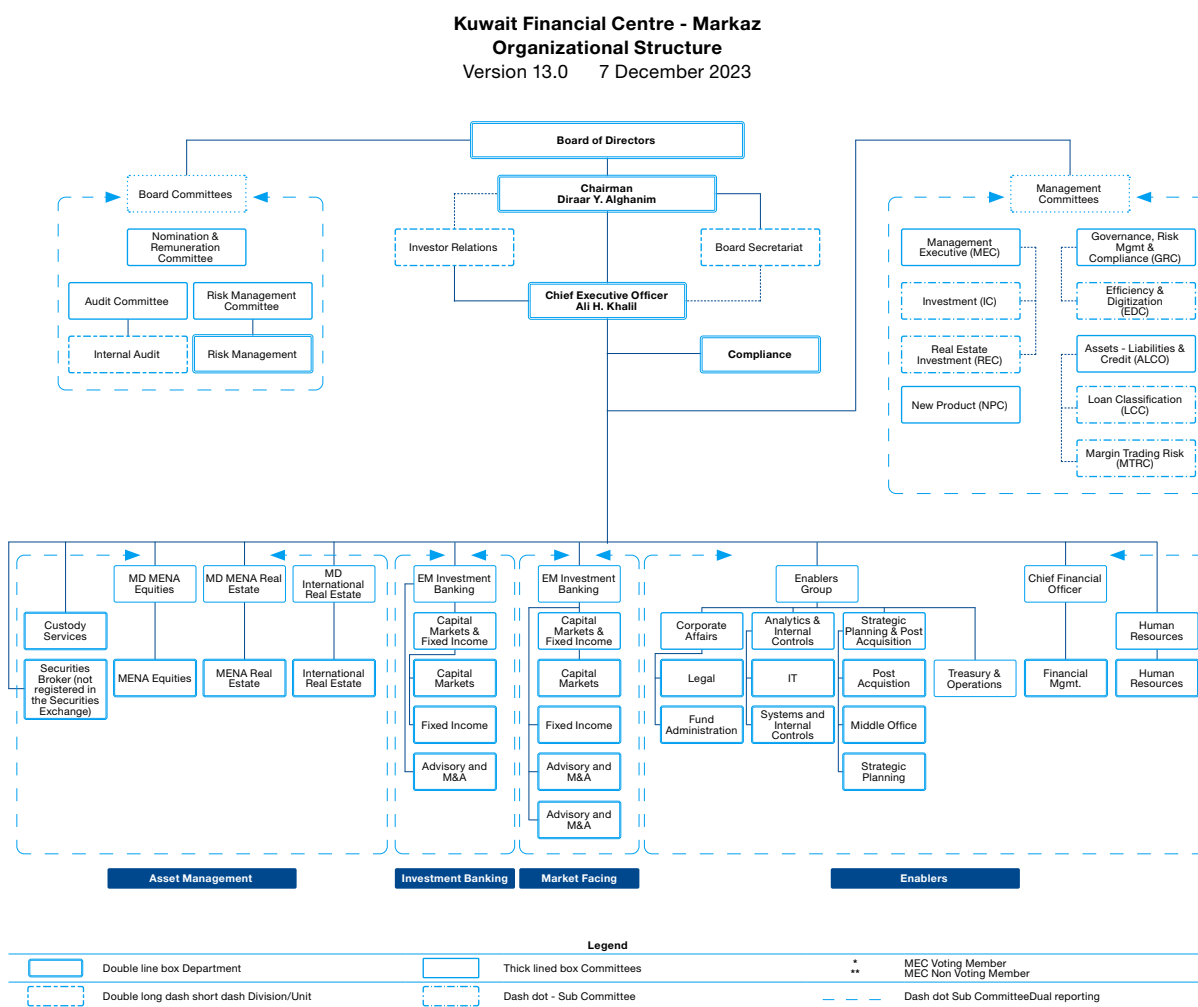 Kuwait Financial Centre - Markaz
Organizational Structure
Version 13.0 7 December 2023
Board of Directors
Chairman
Diraar Y. Alghanim
Board Committees
Management
Committees
Nomination &
Remuneration
Committee
Investor Relations
Board Secretariat
Management
Executive (MEC)
Governance, Risk
Mgmt &
Compliance (GRC)
Audit Committee
Risk Management
Committee
Chief Executive Officer
Ali H. Khalil
Investment (IC)
Efficiency &
Digitization
(EDC)
Internal Audit
Risk Management
Compliance
Real Estate
Investment (REC)
Assets - Liabilities &
Credit (ALCO)
New Product (NPC)
Loan Classification
(LCC)
Margin Trading Risk
(MTRC)
MD MENA
Equities
MD MENA Real
Estate
MD
International
Real Estate
EM Investment
Banking
EM Investment
Banking
Enablers
Group
Chief Financial
Officer
Custody
Services
Capital
Markets &
Fixed Income
Capital
Markets &
Fixed Income
Corporate
Affairs
Analytics &
Internal
Controls
Strategic
Planning & Post
Acquisition
Human
Resources
Securities
Broker (not
registered in
the Securities
Exchange)
MENA Equities
MENA Real
Estate
International
Real Estate
Capital
Markets
Capital
Markets
Legal
IT
Post
Acquistion
Treasury &
Operations
Financial
Mgmt.
Human
Resources
Fixed Income
Fixed Income
Fund
Administration
Systems and
Internal
Controls
Middle Office
Advisory and
M&A
Advisory and
M&A
Strategic
Planning
Advisory and
M&A
Asset Management
Investment Banking
Market Facing
Enablers
Legend
Double line box Department
Thick lined box Committees
* MEC Voting Member
** MEC Non Voting Member
Double long dash short dash Division/Unit
Dash dot - Sub Committee
Dash dot Sub CommitteeDual reporting